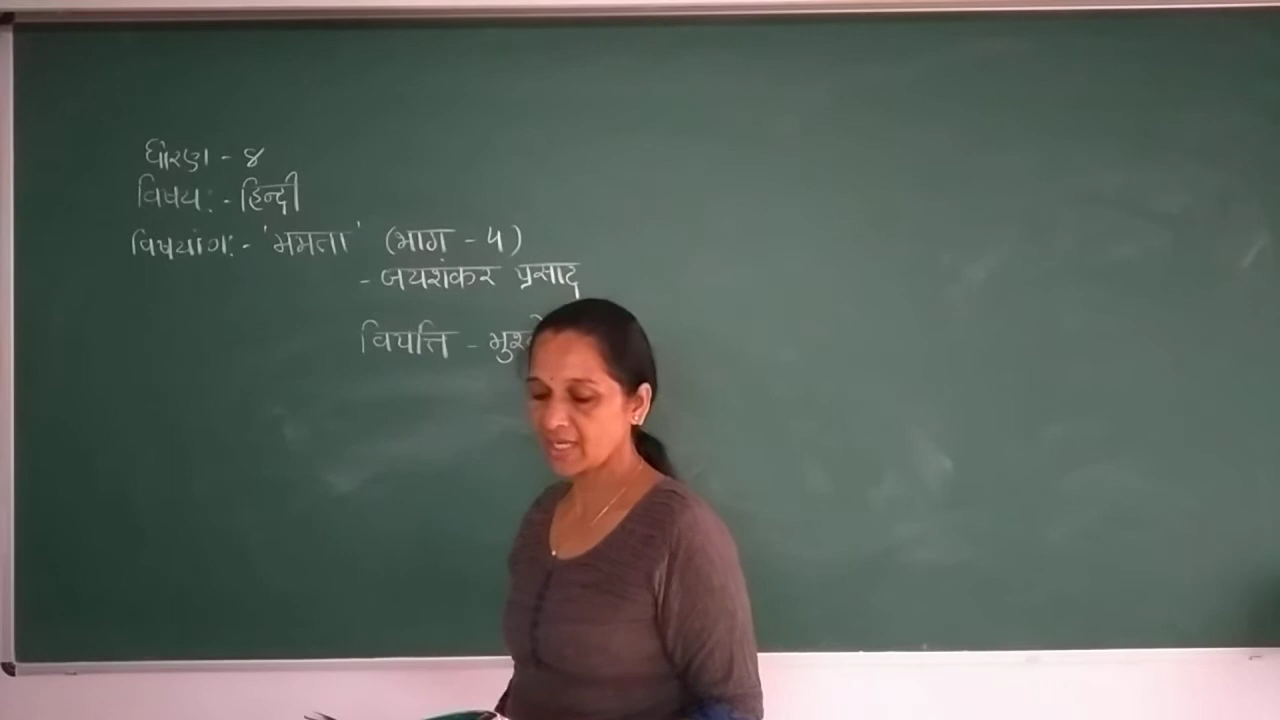 धोरण - ४
विषय :- हिन्दी
विषयांग :- 'ममता' (भाग - ५)
- जयशंकर प्रसाद
विपत्ति -